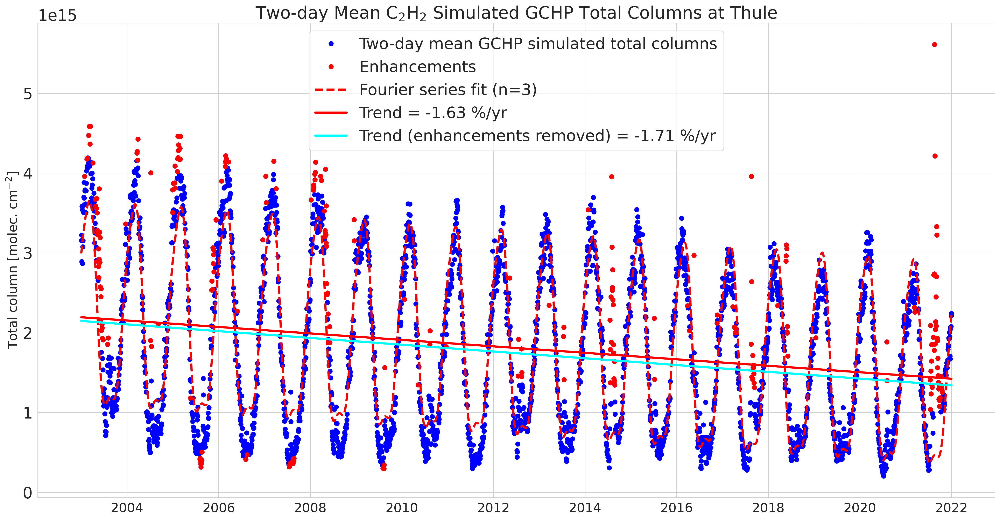 Two-day Mean C₂H₂ Simulated GCHP Total Columns at Thule
1e15
Two-day mean GCHP simulated total columns
Enhancements
Fourier series fit (n=3)
Trend = -1.63 %/yr
Trend (enhancements removed) = -1.71 %/yr
Total column [molec. cm⁻²]
5
4
3
2
1
0
2004 2006 2008 2010 2012 2014 2016 2018 2020 2022